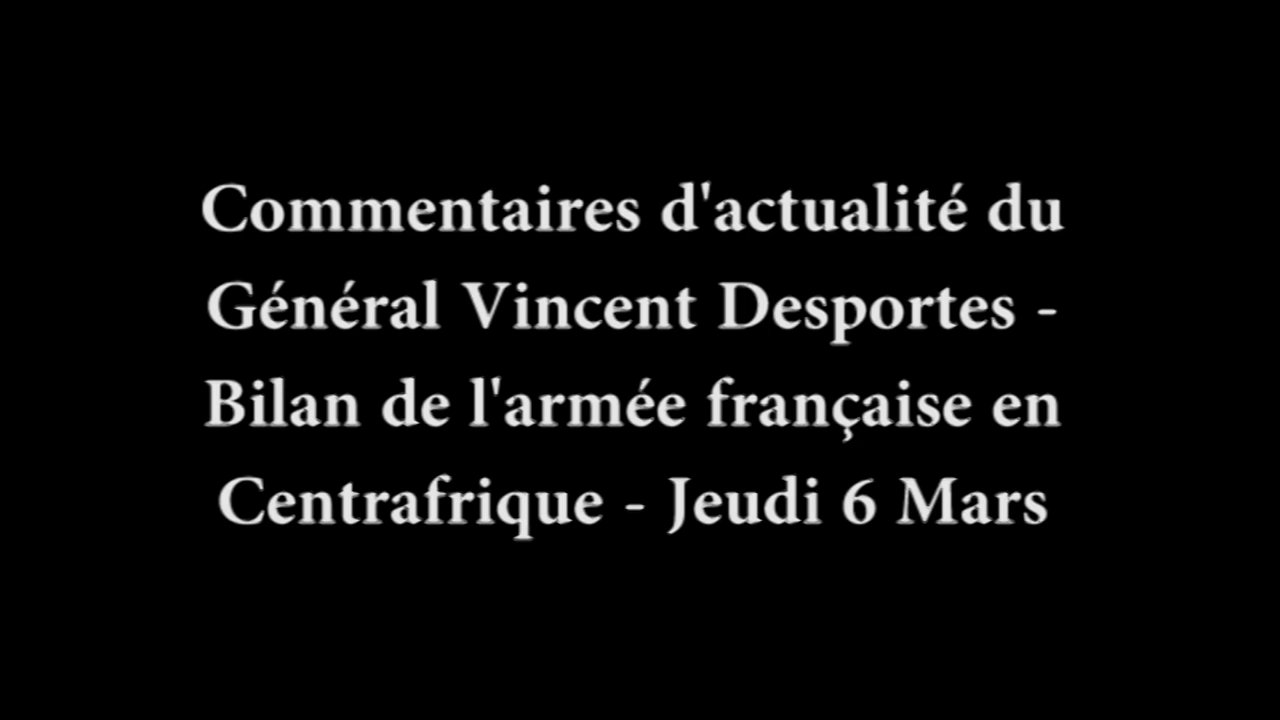 Commentaires d'actualité du
Général Vincent Desportes -
Bilan de l'armée française en
Centrafrique - Jeudi 6 Mars